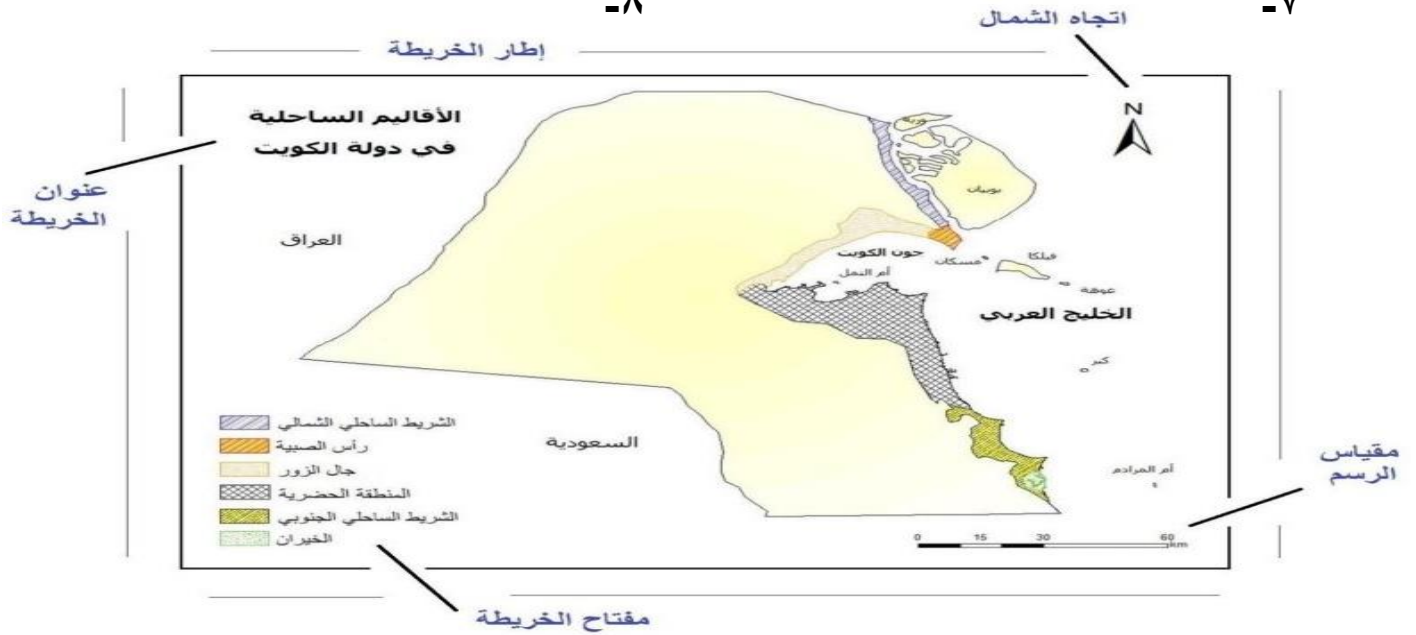 ٧-
٨-
اتجاه الشمال
إطار الخريطة
N
الأقاليم الساحلية
في دولة الكويت
عنوان
الخريطة
بوبيان
العراق
جون الكويت
فيلكا
مسكان
أم النمل
عوهة
الخليج العربي
كبر
السعودية
أم المرادم
الشريط الساحلي الشمالي
رأس الصبية
جال الزور
المنطقة الحضرية
الشريط الساحلي الجنوبي
الخيران
0 15 30 60
km
مقياس
الرسم
مفتاح الخريطة